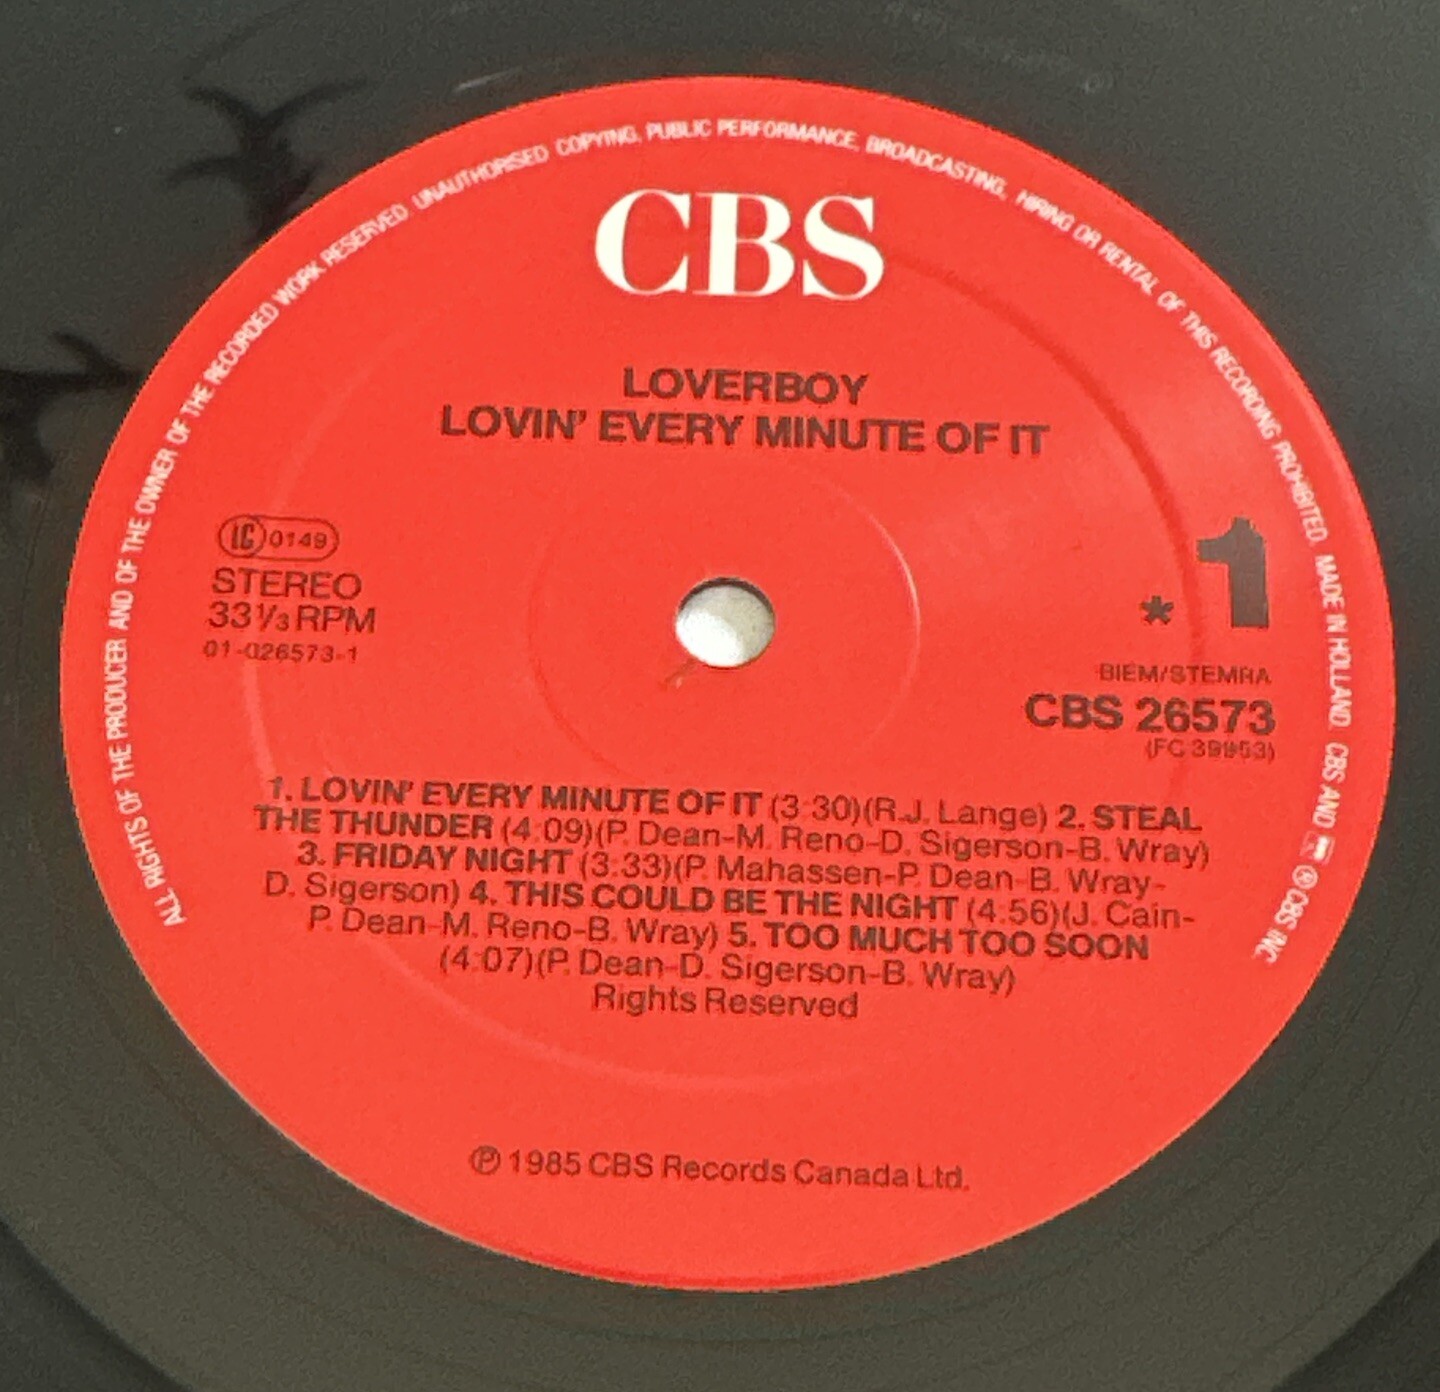 ALL RIGHTS OF THE PRODUCER AND OF THE OWNER OF THE RECORDED WORK RESERVED. UNAUTHORISED COPYING, PUBLIC PERFORMANCE, BROADCASTING, HIRING OR RENTAL OF THIS RECORDING PROHIBITED. MADE IN HOLLAND. CBS AND ℗ CBS INC.
CBS
LOVERBOY
LOVIN' EVERY MINUTE OF IT
LC 0149
STEREO
33⅓ RPM
01-026573-1
* 1
BIEM/STEMRA
CBS 26573
(FC 39953)
1. LOVIN' EVERY MINUTE OF IT (3:30)(R.J. Lange) 2. STEAL
THE THUNDER (4:09)(P. Dean-M. Reno-D. Sigerson-B. Wray)
3. FRIDAY NIGHT (3:33)(P. Mahassen-P. Dean-B. Wray-
D. Sigerson) 4. THIS COULD BE THE NIGHT (4:56)(J. Cain-
P. Dean-M. Reno-B. Wray) 5. TOO MUCH TOO SOON
(4:07)(P. Dean-D. Sigerson-B. Wray)
Rights Reserved
℗ 1985 CBS Records Canada Ltd.